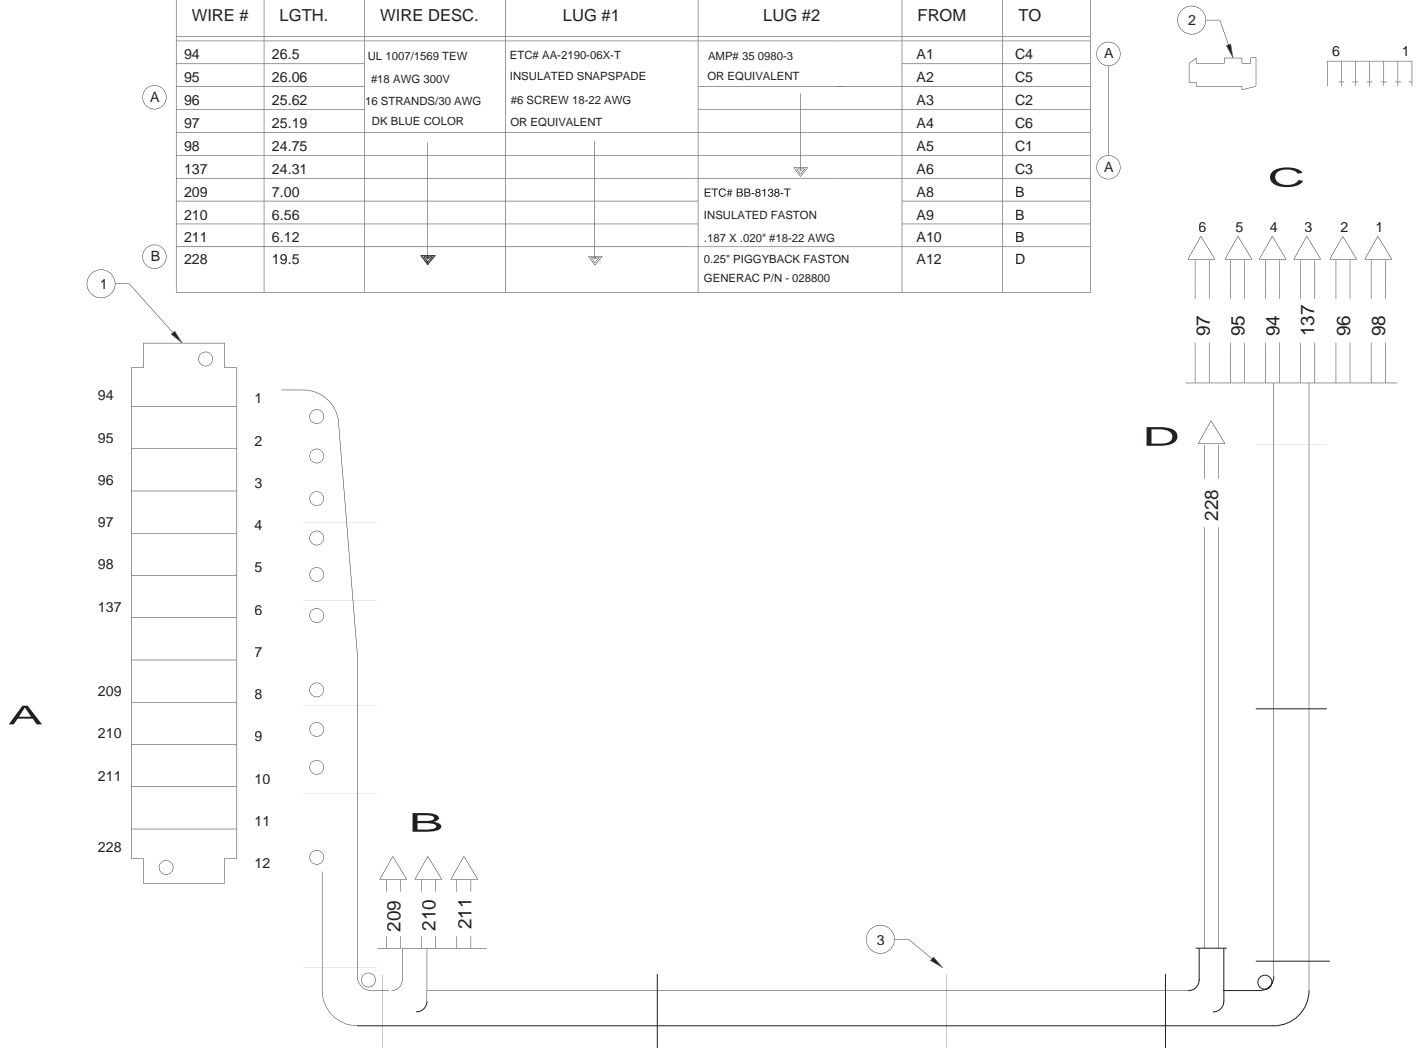 WIRE # LGTH. WIRE DESC. LUG #1 LUG #2 FROM TO
94 26.5 UL 1007/1569 TEW ETC# AA-2190-06X-T AMP# 35 0980-3 A1 C4
95 26.06 #18 AWG 300V INSULATED SNAPSPADE OR EQUIVALENT A2 C5
96 25.62 16 STRANDS/30 AWG #6 SCREW 18-22 AWG A3 C2
97 25.19 DK BLUE COLOR OR EQUIVALENT A4 C6
98 24.75 A5 C1
137 24.31 A6 C3
209 7.00 ETC# BB-8138-T A8 B
210 6.56 INSULATED FASTON A9 B
211 6.12 .187 X .020" #18-22 AWG A10 B
228 19.5 0.25" PIGGYBACK FASTON A12 D
GENERAC P/N - 028800
A
B
A
A
2
6 1
C
6 5 4 3 2 1
97 95 94 137 96 98
1
94 1
95 2
96 3
97 4
98 5
137 6
7
209 8
210 9
211 10
11
228 12
A
D
228
B
209 210 211
3